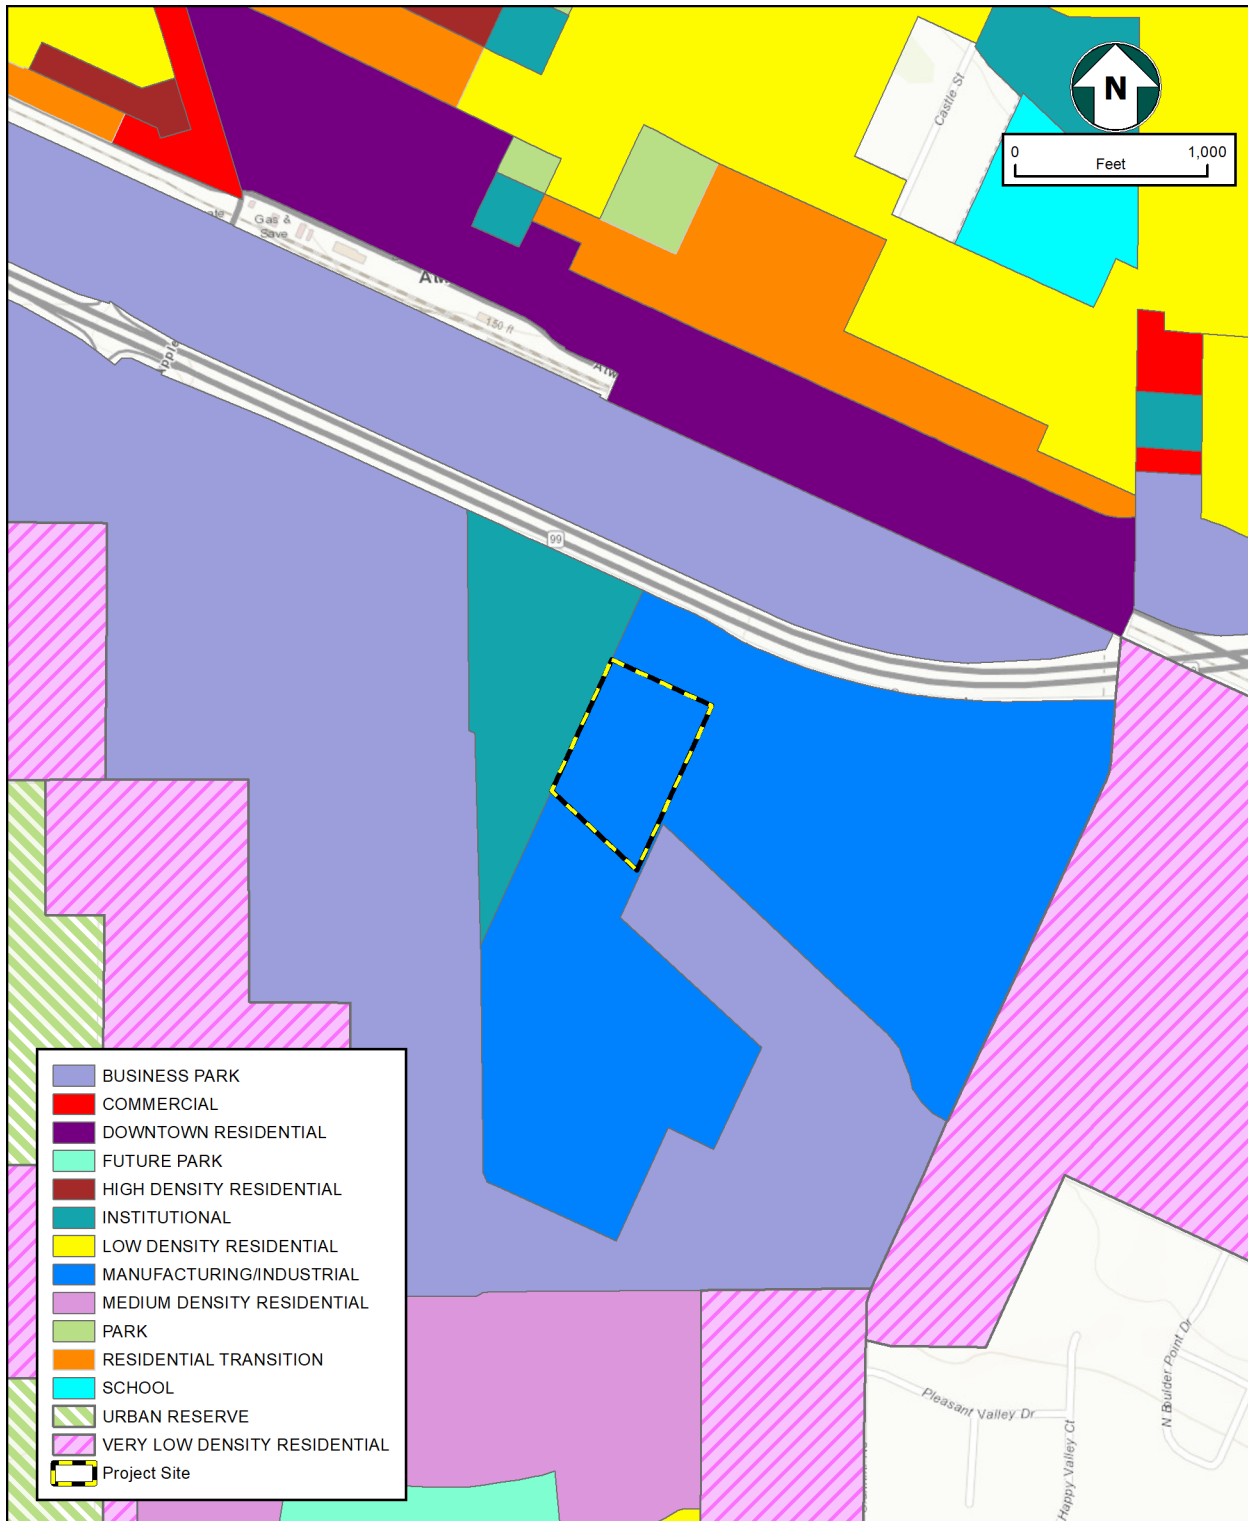 Castle St
N
0 1,000
Feet
Gas &
Save
150 ft
Apple
99
BUSINESS PARK
COMMERCIAL
DOWNTOWN RESIDENTIAL
FUTURE PARK
HIGH DENSITY RESIDENTIAL
INSTITUTIONAL
LOW DENSITY RESIDENTIAL
MANUFACTURING/INDUSTRIAL
MEDIUM DENSITY RESIDENTIAL
PARK
RESIDENTIAL TRANSITION
SCHOOL
URBAN RESERVE
VERY LOW DENSITY RESIDENTIAL
Project Site
Pleasant Valley Dr
Happy Valley Ct
N Boulder Point Dr